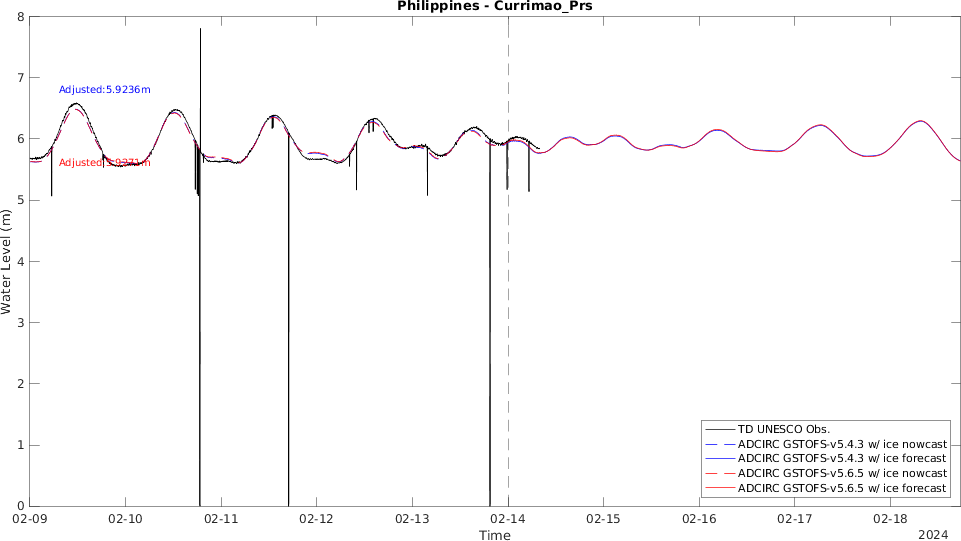 Philippines - Currimao_Prs
8
7
6
5
4
3
2
1
0
Water Level (m)
Adjusted:5.9236m
TD UNESCO Obs.
ADCIRC GSTOFS-v5.4.3 w/ ice nowcast
ADCIRC GSTOFS-v5.4.3 w/ ice forecast
ADCIRC GSTOFS-v5.6.5 w/ ice nowcast
ADCIRC GSTOFS-v5.6.5 w/ ice forecast
02-09 02-10 02-11 02-12 02-13 02-14 02-15 02-16 02-17 02-18
Time
2024